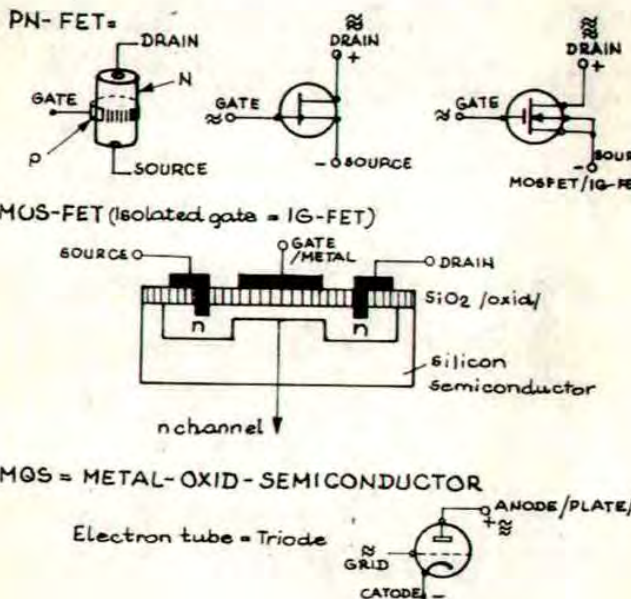 PN-FET=
DRAIN
N
GATE
P
SOURCE
≈
DRAIN
+
≈ GATE
- SOURCE
≈
DRAIN
+
≈ GATE
-
MOSFET/IG-FE
MOS-FET (Isolated gate = IG-FET)
SOURCE
GATE
/METAL
DRAIN
SiO2 /oxid/
n
n
silicon
semiconductor
n channel
MOS = METAL-OXID-SEMICONDUCTOR
ANODE/PLATE/
+ ≈
Electron tube = Triode
≈
GRID
CATODE -